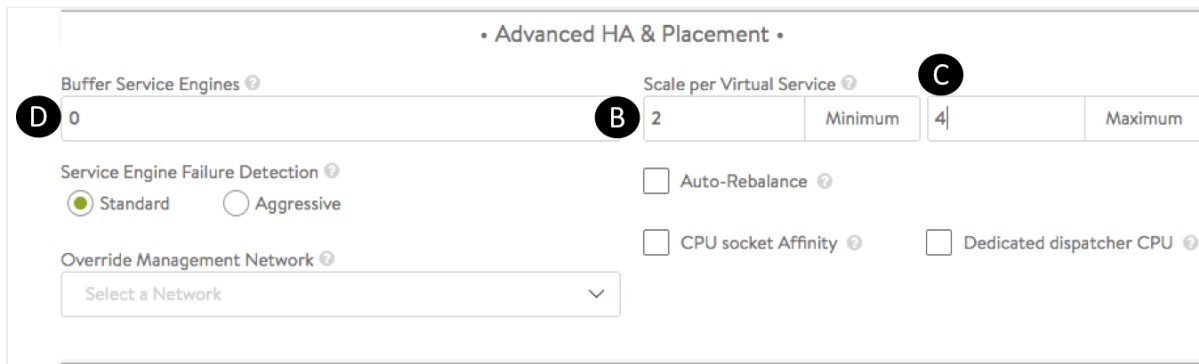 • Advanced HA & Placement •
Buffer Service Engines ?
Scale per Virtual Service ?
C
D
0
B
2
Minimum
4
Maximum
Service Engine Failure Detection ?
Standard
Aggressive
Auto-Rebalance ?
CPU socket Affinity ?
Dedicated dispatcher CPU ?
Override Management Network ?
Select a Network